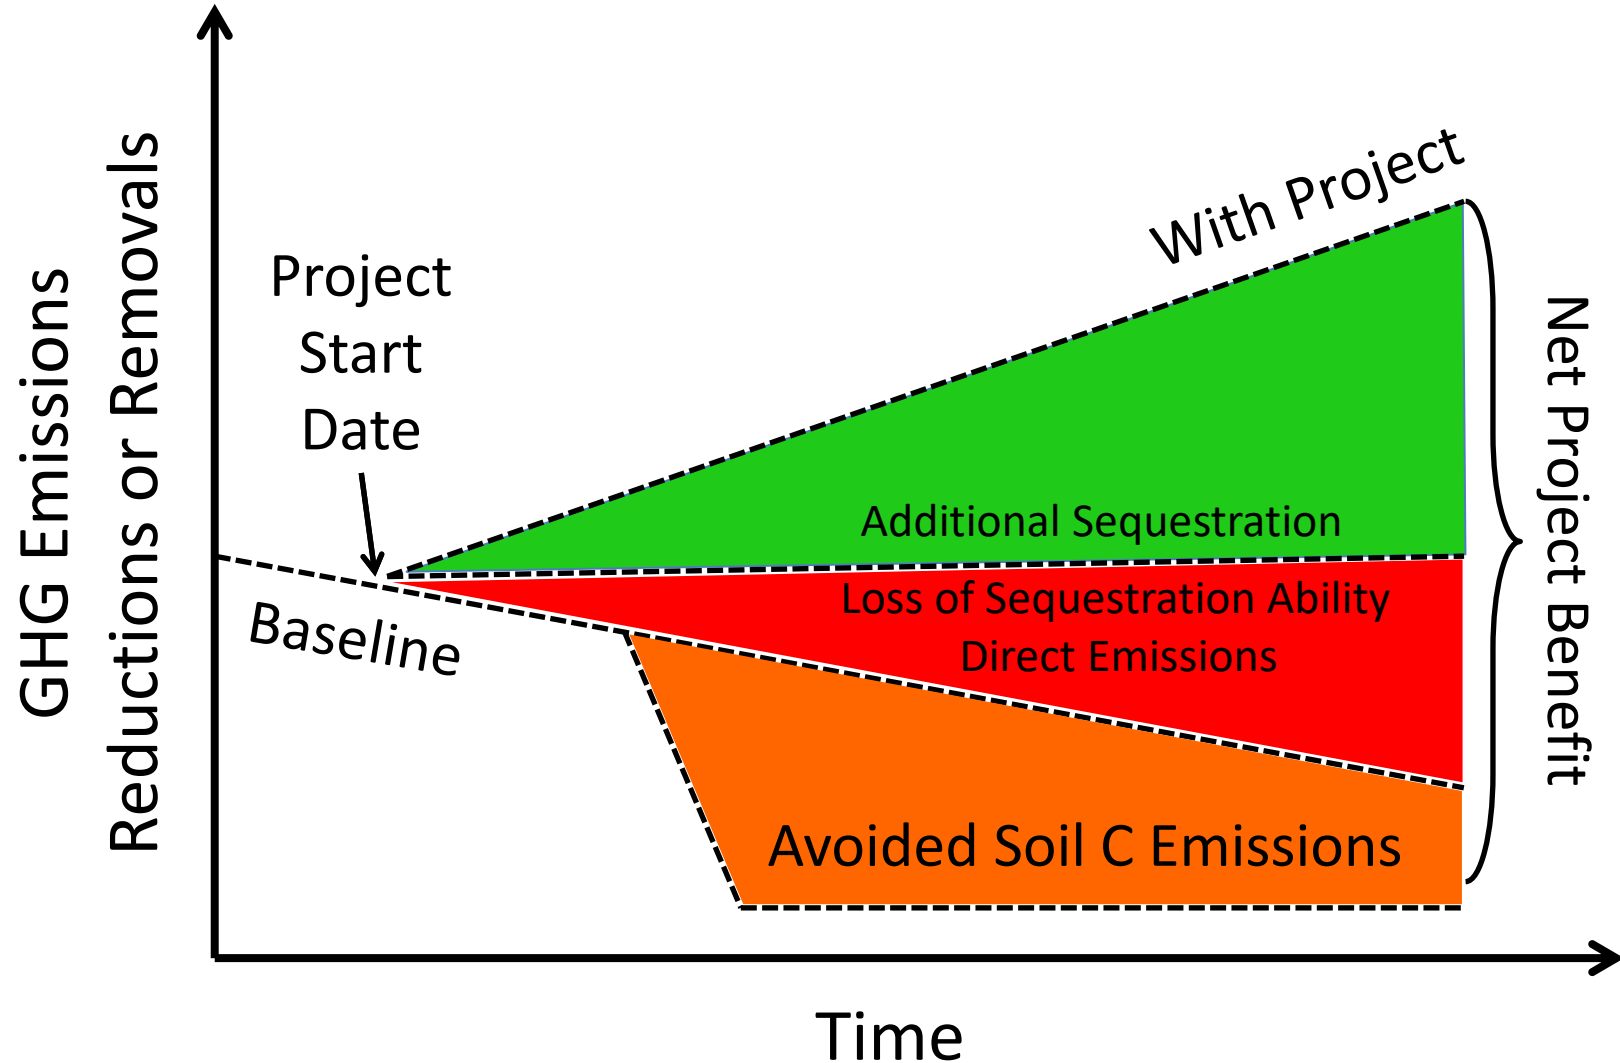 GHG Emissions
Reductions or Removals
Project
Start
Date
Baseline
With Project
Additional Sequestration
Loss of Sequestration Ability
Direct Emissions
Avoided Soil C Emissions
Net Project Benefit
Time